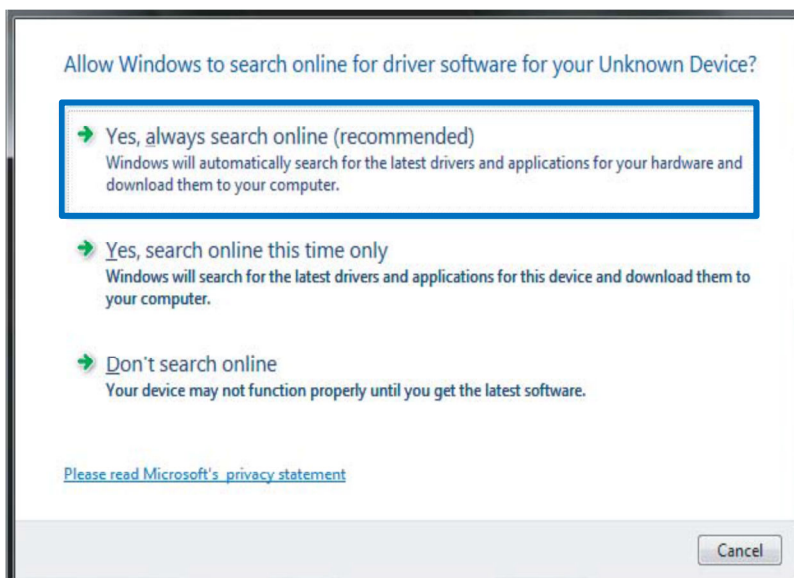 Allow Windows to search online for driver software for your Unknown Device?
Yes, always search online (recommended)
Windows will automatically search for the latest drivers and applications for your hardware and
download them to your computer.
Yes, search online this time only
Windows will search for the latest drivers and applications for this device and download them to
your computer.
Don't search online
Your device may not function properly until you get the latest software.
Please read Microsoft's privacy statement
Cancel